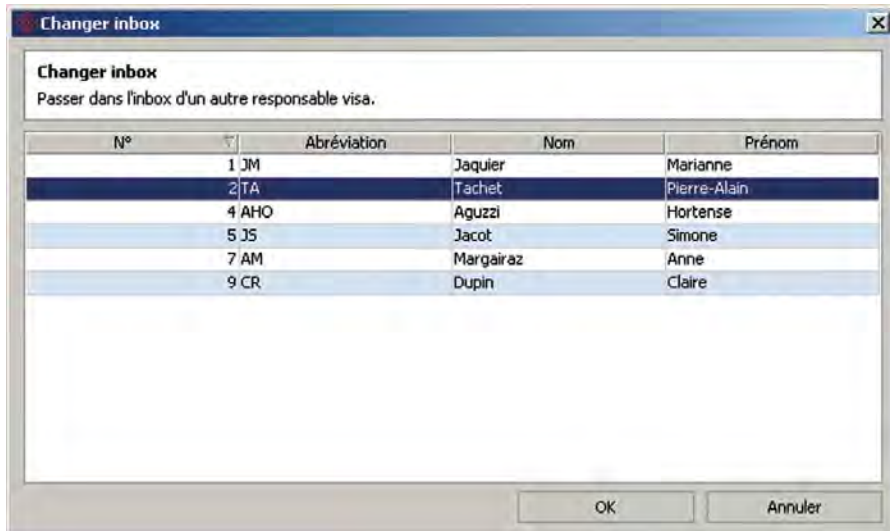 Changer inbox
Changer inbox
Passer dans l'inbox d'un autre responsable visa.
N° Abréviation Nom Prénom
1 JM Jaquier Marianne
2 TA Tachet Pierre-Alain
4 AHO Aguzzi Hortense
5 JS Jacot Simone
7 AM Margairaz Anne
9 CR Dupin Claire
OK Annuler